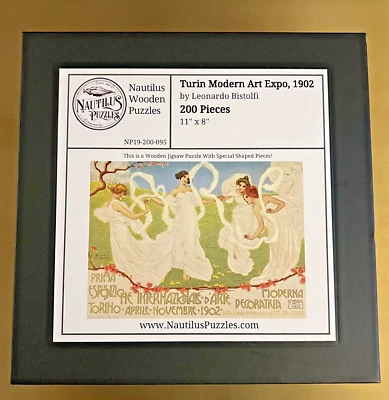 NAUTILUS
PUZZLES
Nautilus
Wooden
Puzzles
NP19-200-095
Turin Modern Art Expo, 1902
by Leonardo Bistolfi
200 Pieces
11" x 8"
This is a Wooden Jigsaw Puzzle With Special Shaped Pieces!
PRIMA
ESPOSIZIONE INTERNAZIONALE D'ARTE
MODERNA
DECORATIVA
TORINO · APRILE · NOVEMBRE · 1902
www.NautilusPuzzles.com